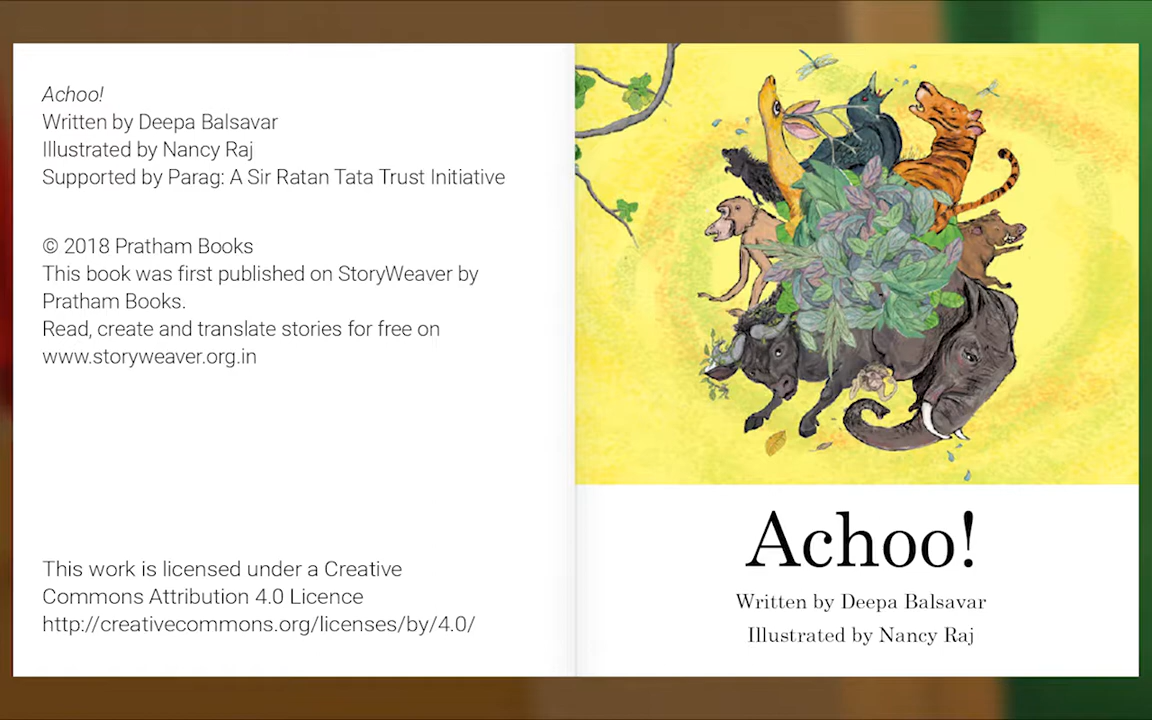 Achoo!
Written by Deepa Balsavar
Illustrated by Nancy Raj
Supported by Parag: A Sir Ratan Tata Trust Initiative
© 2018 Pratham Books
This book was first published on StoryWeaver by
Pratham Books.
Read, create and translate stories for free on
www.storyweaver.org.in
This work is licensed under a Creative
Commons Attribution 4.0 Licence
http://creativecommons.org/licenses/by/4.0/
Achoo!
Written by Deepa Balsavar
Illustrated by Nancy Raj